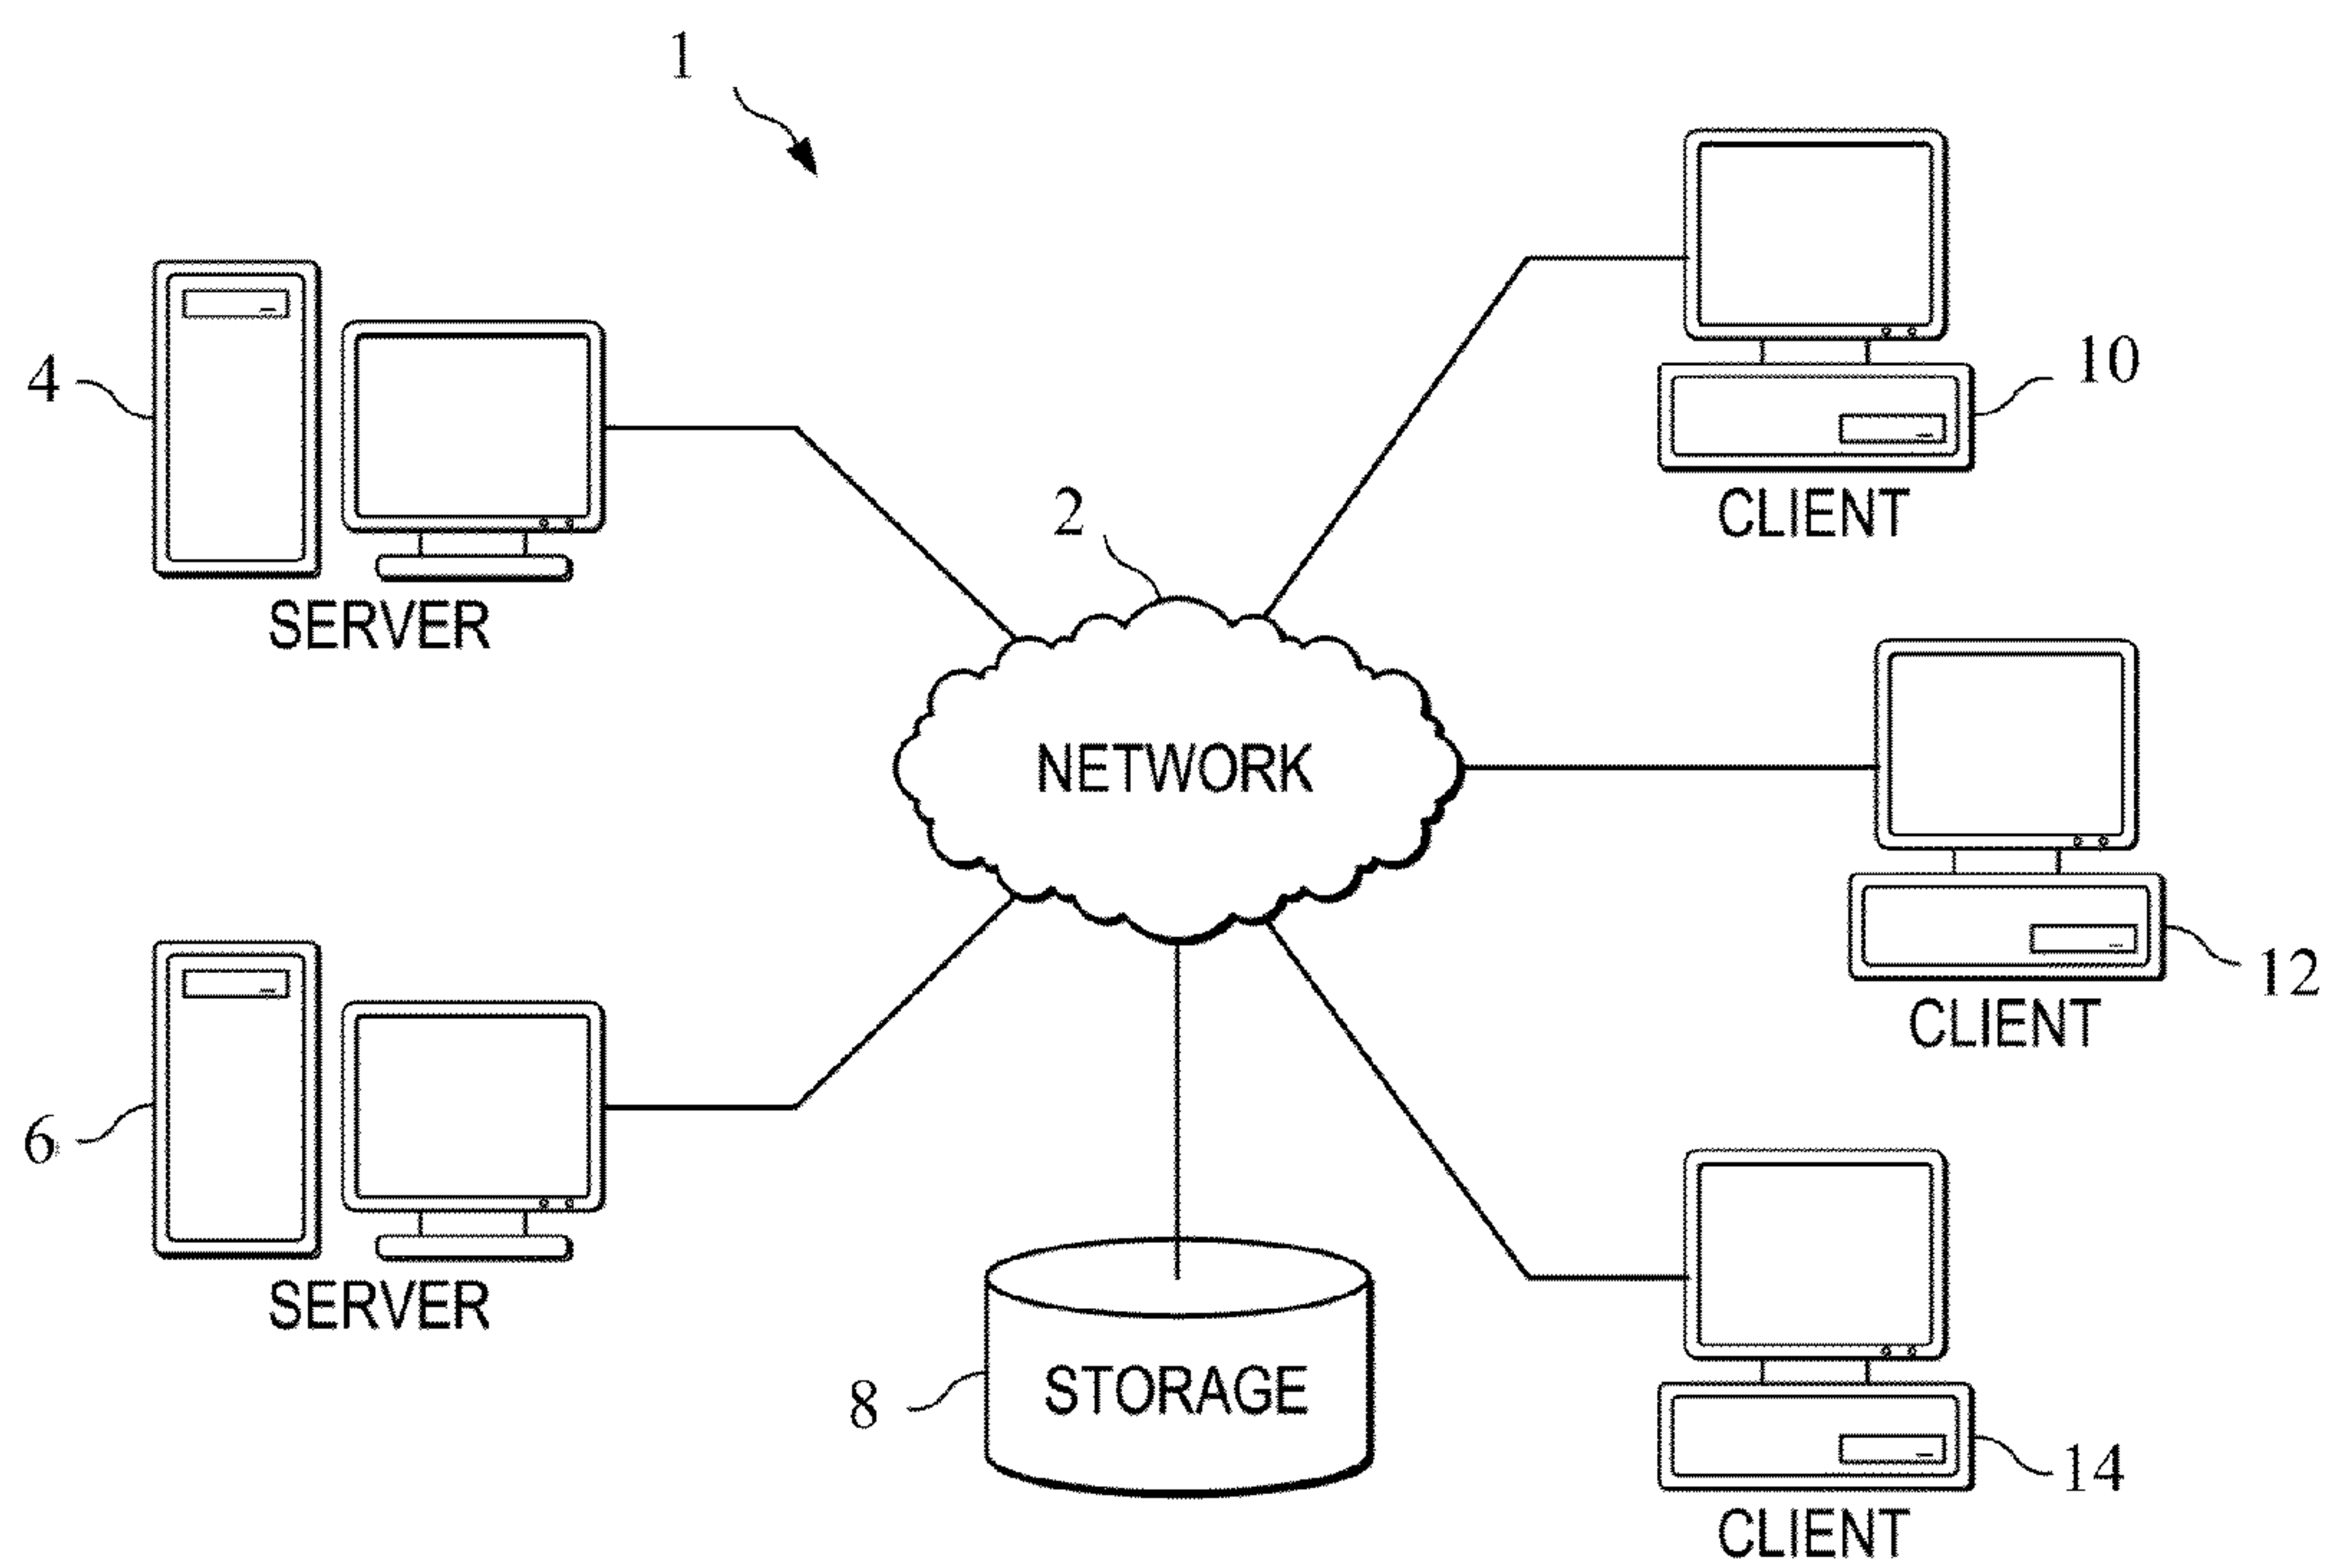 1
4
SERVER
10
CLIENT
2
NETWORK
12
CLIENT
6
SERVER
8
STORAGE
14
CLIENT